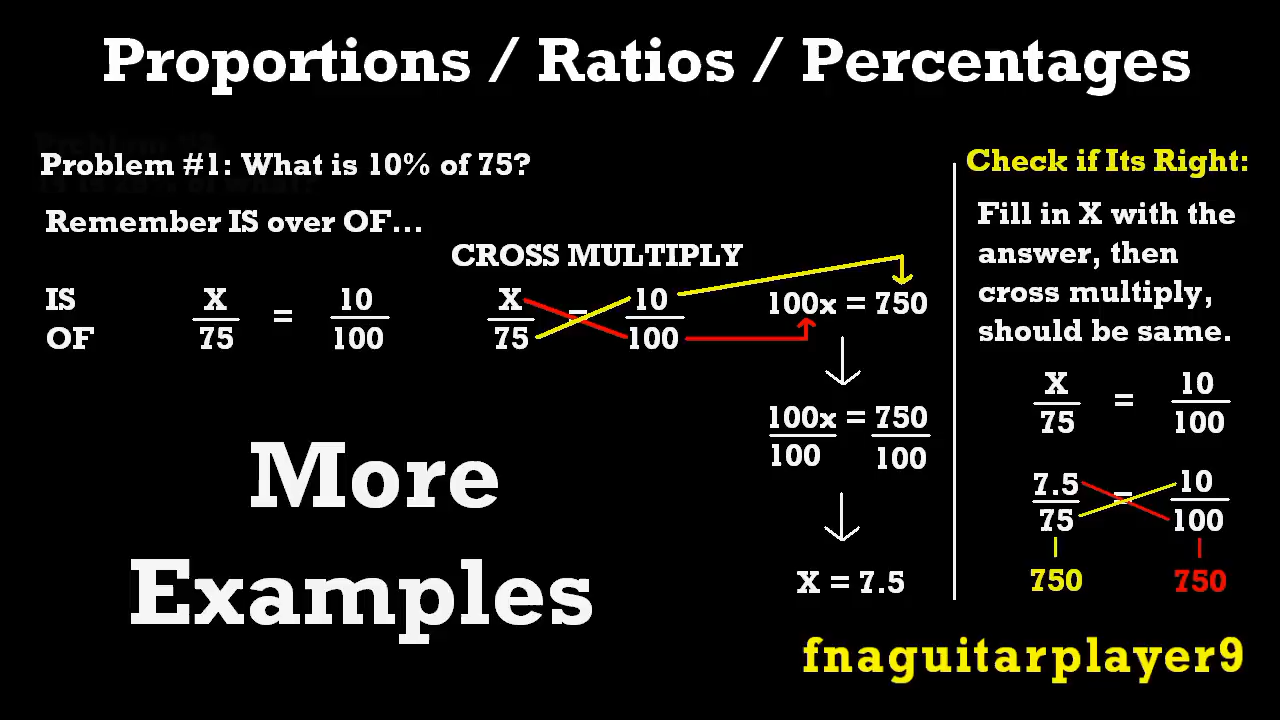 Proportions / Ratios / Percentages
Problem #1: What is 10% of 75?
Remember IS over OF...
IS
OF
X
75
=
10
100
CROSS MULTIPLY
X
75
=
10
100
100x = 750
100x = 750
100 100
X = 7.5
More
Examples
Check if Its Right:
Fill in X with the
answer, then
cross multiply,
should be same.
X
75
=
10
100
7.5
75
=
10
100
750 750
fnaguitarplayer9